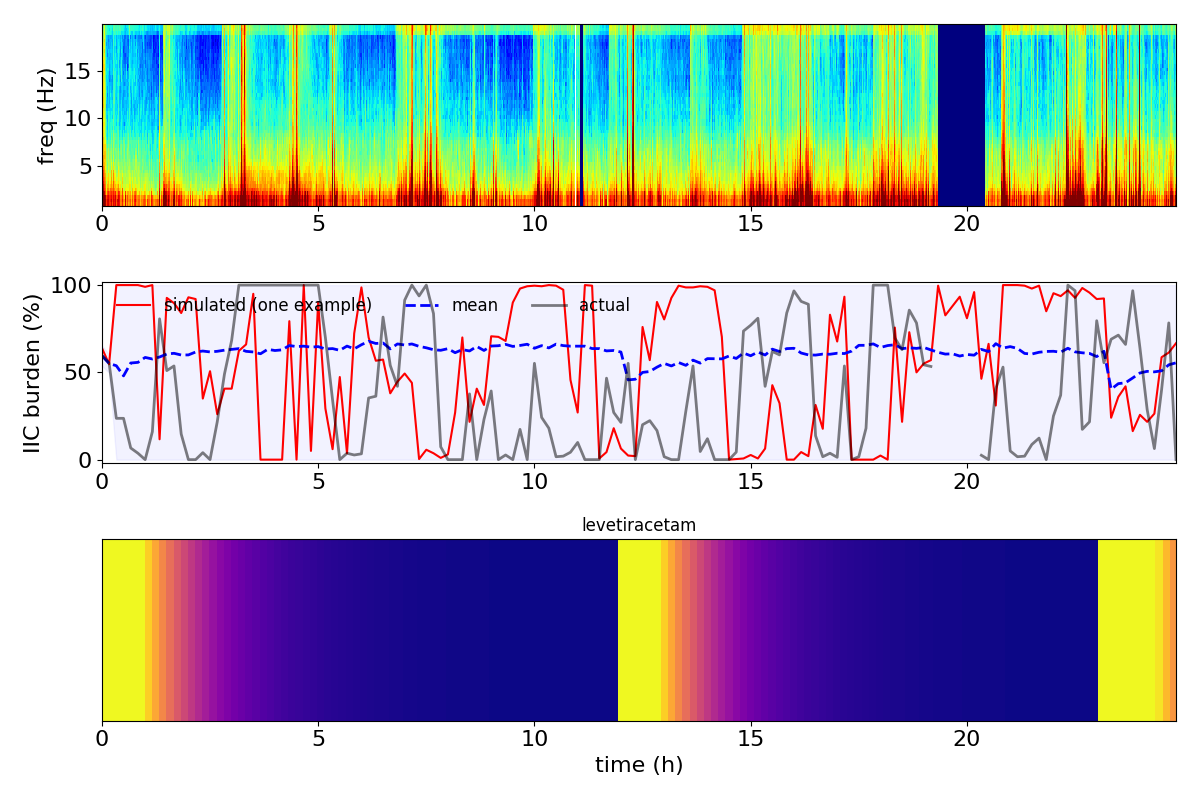 freq (Hz)
15
10
5
0 5 10 15 20
IIC burden (%)
100
50
0
simulated (one example) mean actual
0 5 10 15 20
levetiracetam
0 5 10 15 20
time (h)